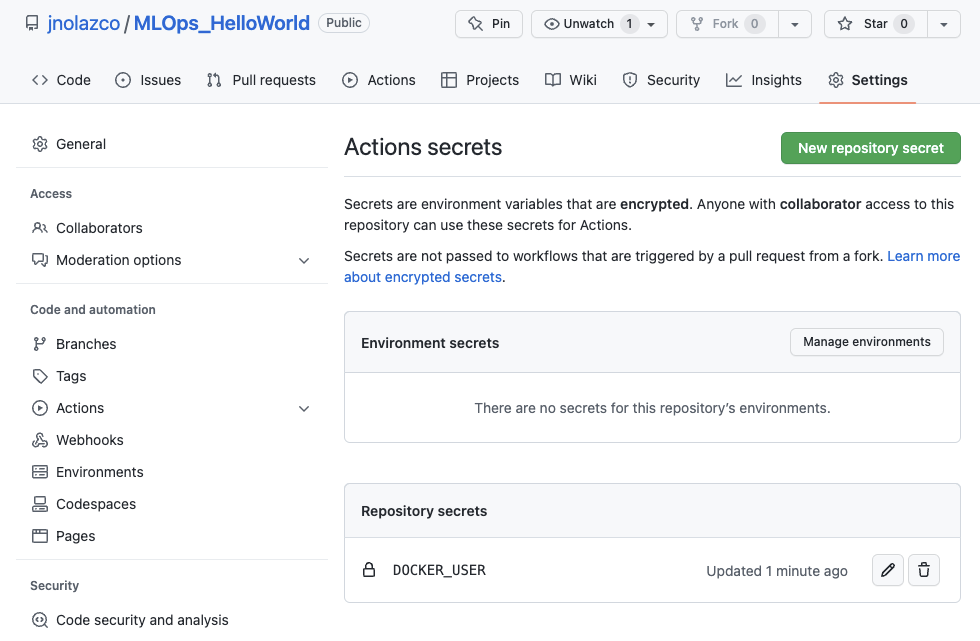 jnolazco / MLOps_HelloWorld Public Pin Unwatch 1 Fork 0 Star 0
Code Issues Pull requests Actions Projects Wiki Security Insights Settings
General
Access
Collaborators
Moderation options
Code and automation
Branches
Tags
Actions
Webhooks
Environments
Codespaces
Pages
Security
Code security and analysis
Actions secrets
New repository secret
Secrets are environment variables that are encrypted. Anyone with collaborator access to this
repository can use these secrets for Actions.
Secrets are not passed to workflows that are triggered by a pull request from a fork. Learn more
about encrypted secrets.
Environment secrets
Manage environments
There are no secrets for this repository’s environments.
Repository secrets
DOCKER_USER
Updated 1 minute ago